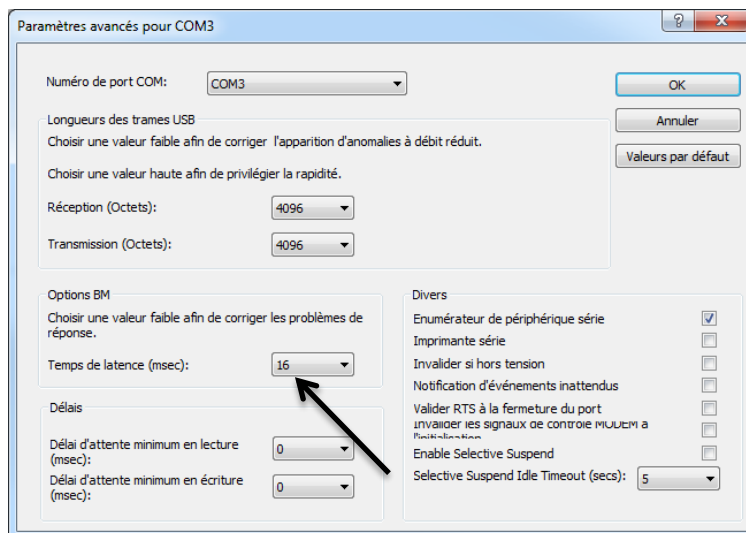 Paramètres avancés pour COM3
Numéro de port COM:
COM3
OK
Annuler
Valeurs par défaut
Longueurs des trames USB
Choisir une valeur faible afin de corriger l'apparition d'anomalies à débit réduit.
Choisir une valeur haute afin de privilégier la rapidité.
Réception (Octets):
4096
Transmission (Octets):
4096
Options BM
Choisir une valeur faible afin de corriger les problèmes de
réponse.
Temps de latence (msec):
16
Délais
Délai d'attente minimum en lecture
(msec):
0
Délai d'attente minimum en écriture
(msec):
0
Divers
Enumérateur de périphérique série
Imprimante série
Invalider si hors tension
Notification d'événements inattendus
Valider RTS à la fermeture du port
Invalider les signaux de contrôle MODEM à
l'initialisation
Enable Selective Suspend
Selective Suspend Idle Timeout (secs):
5